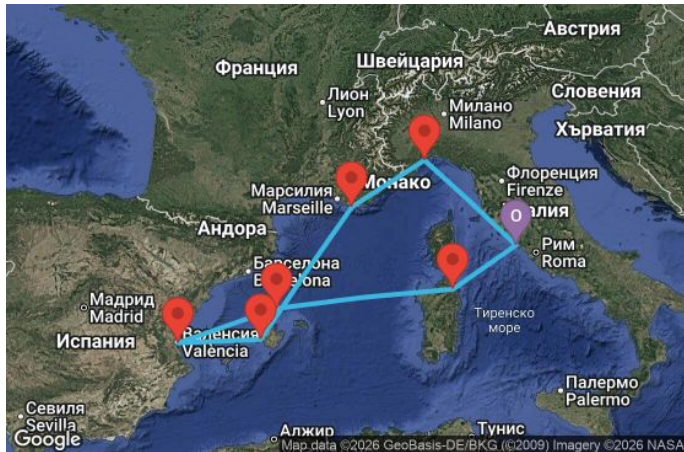 Австрия
Швейцария
Франция
Словения
Лион
Lyon
Милано
Milano
Хърватия
Марсилия
Marseille
Монако
Флоренция
Firenze
О
алия
Андора
Рим
Roma
Барселона
Мадрид
Madrid
Тиренско
море
Валенсия
València
Испания
Палермо
Palermo
Севиля
Sevilla
Алжир
Тунис
Google
Map data ©2026 GeoBasis-DE/BKG (©2009) Imagery ©2026 NASA